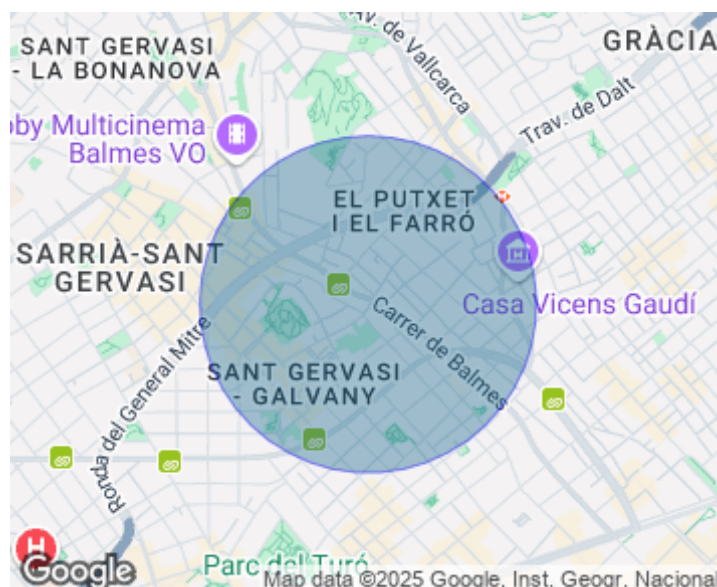 SANT GERVASI
- LA BONANOVA
Av. de Vallcarca
GRÀCIA
Trav. de Dalt
oby Multicinema
Balmes VO
EL PUTXET
I EL FARRÓ
SARRIÀ-SANT
GERVASI
Casa Vicens Gaudí
Ronda del General Mitre
Carrer de Balmes
SANT GERVASI
- GALVANY
H
Parc del Turó
Google
Map data ©2025 Google, Inst. Geogr. Nacional